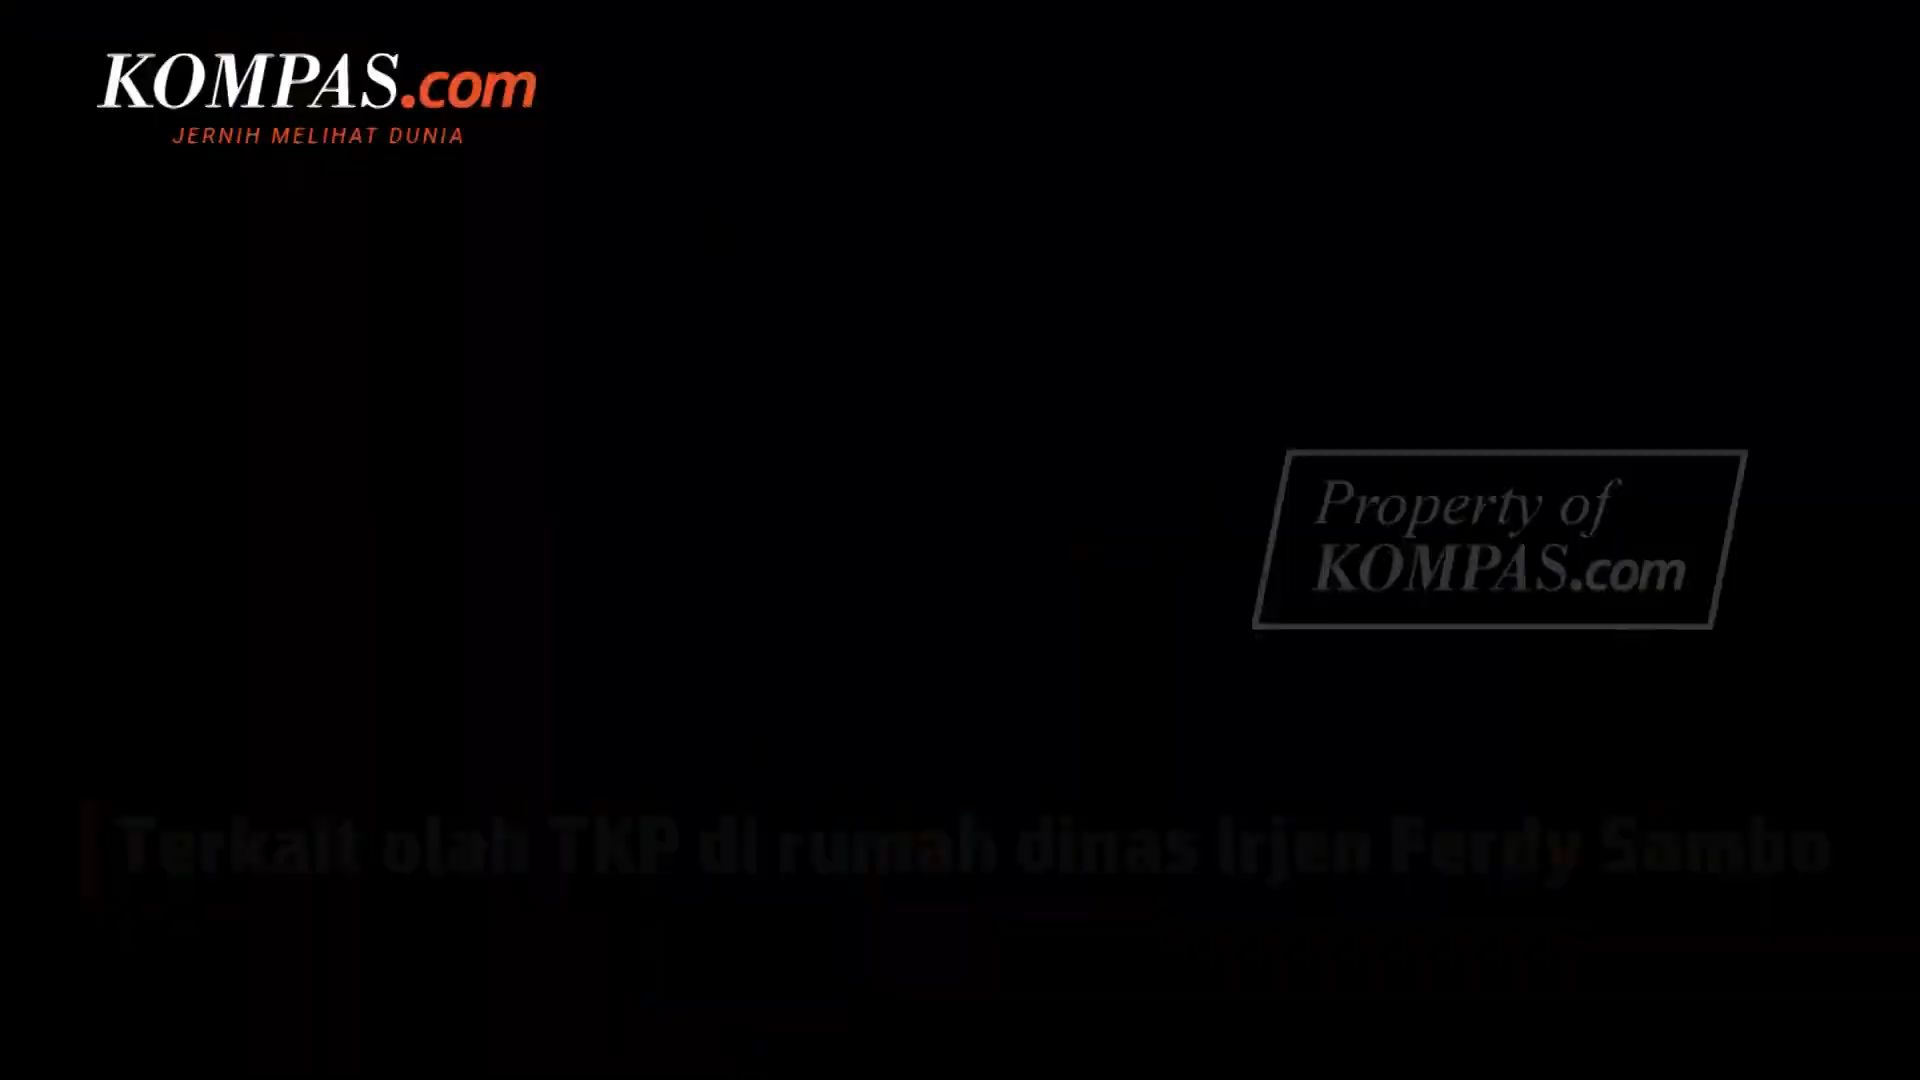 KOMPAS.com
JERNIH MELIHAT DUNIA
Property of
KOMPAS.com
Terkait olah TKP di rumah dinas Irjen Ferdy Sambo